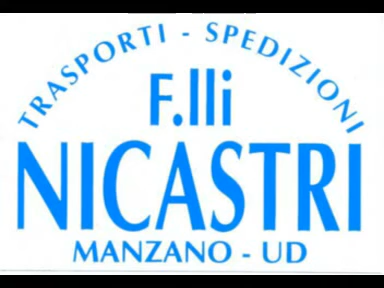 TRASPORTI - SPEDIZIONI
F.lli
NICASTRI
MANZANO - UD